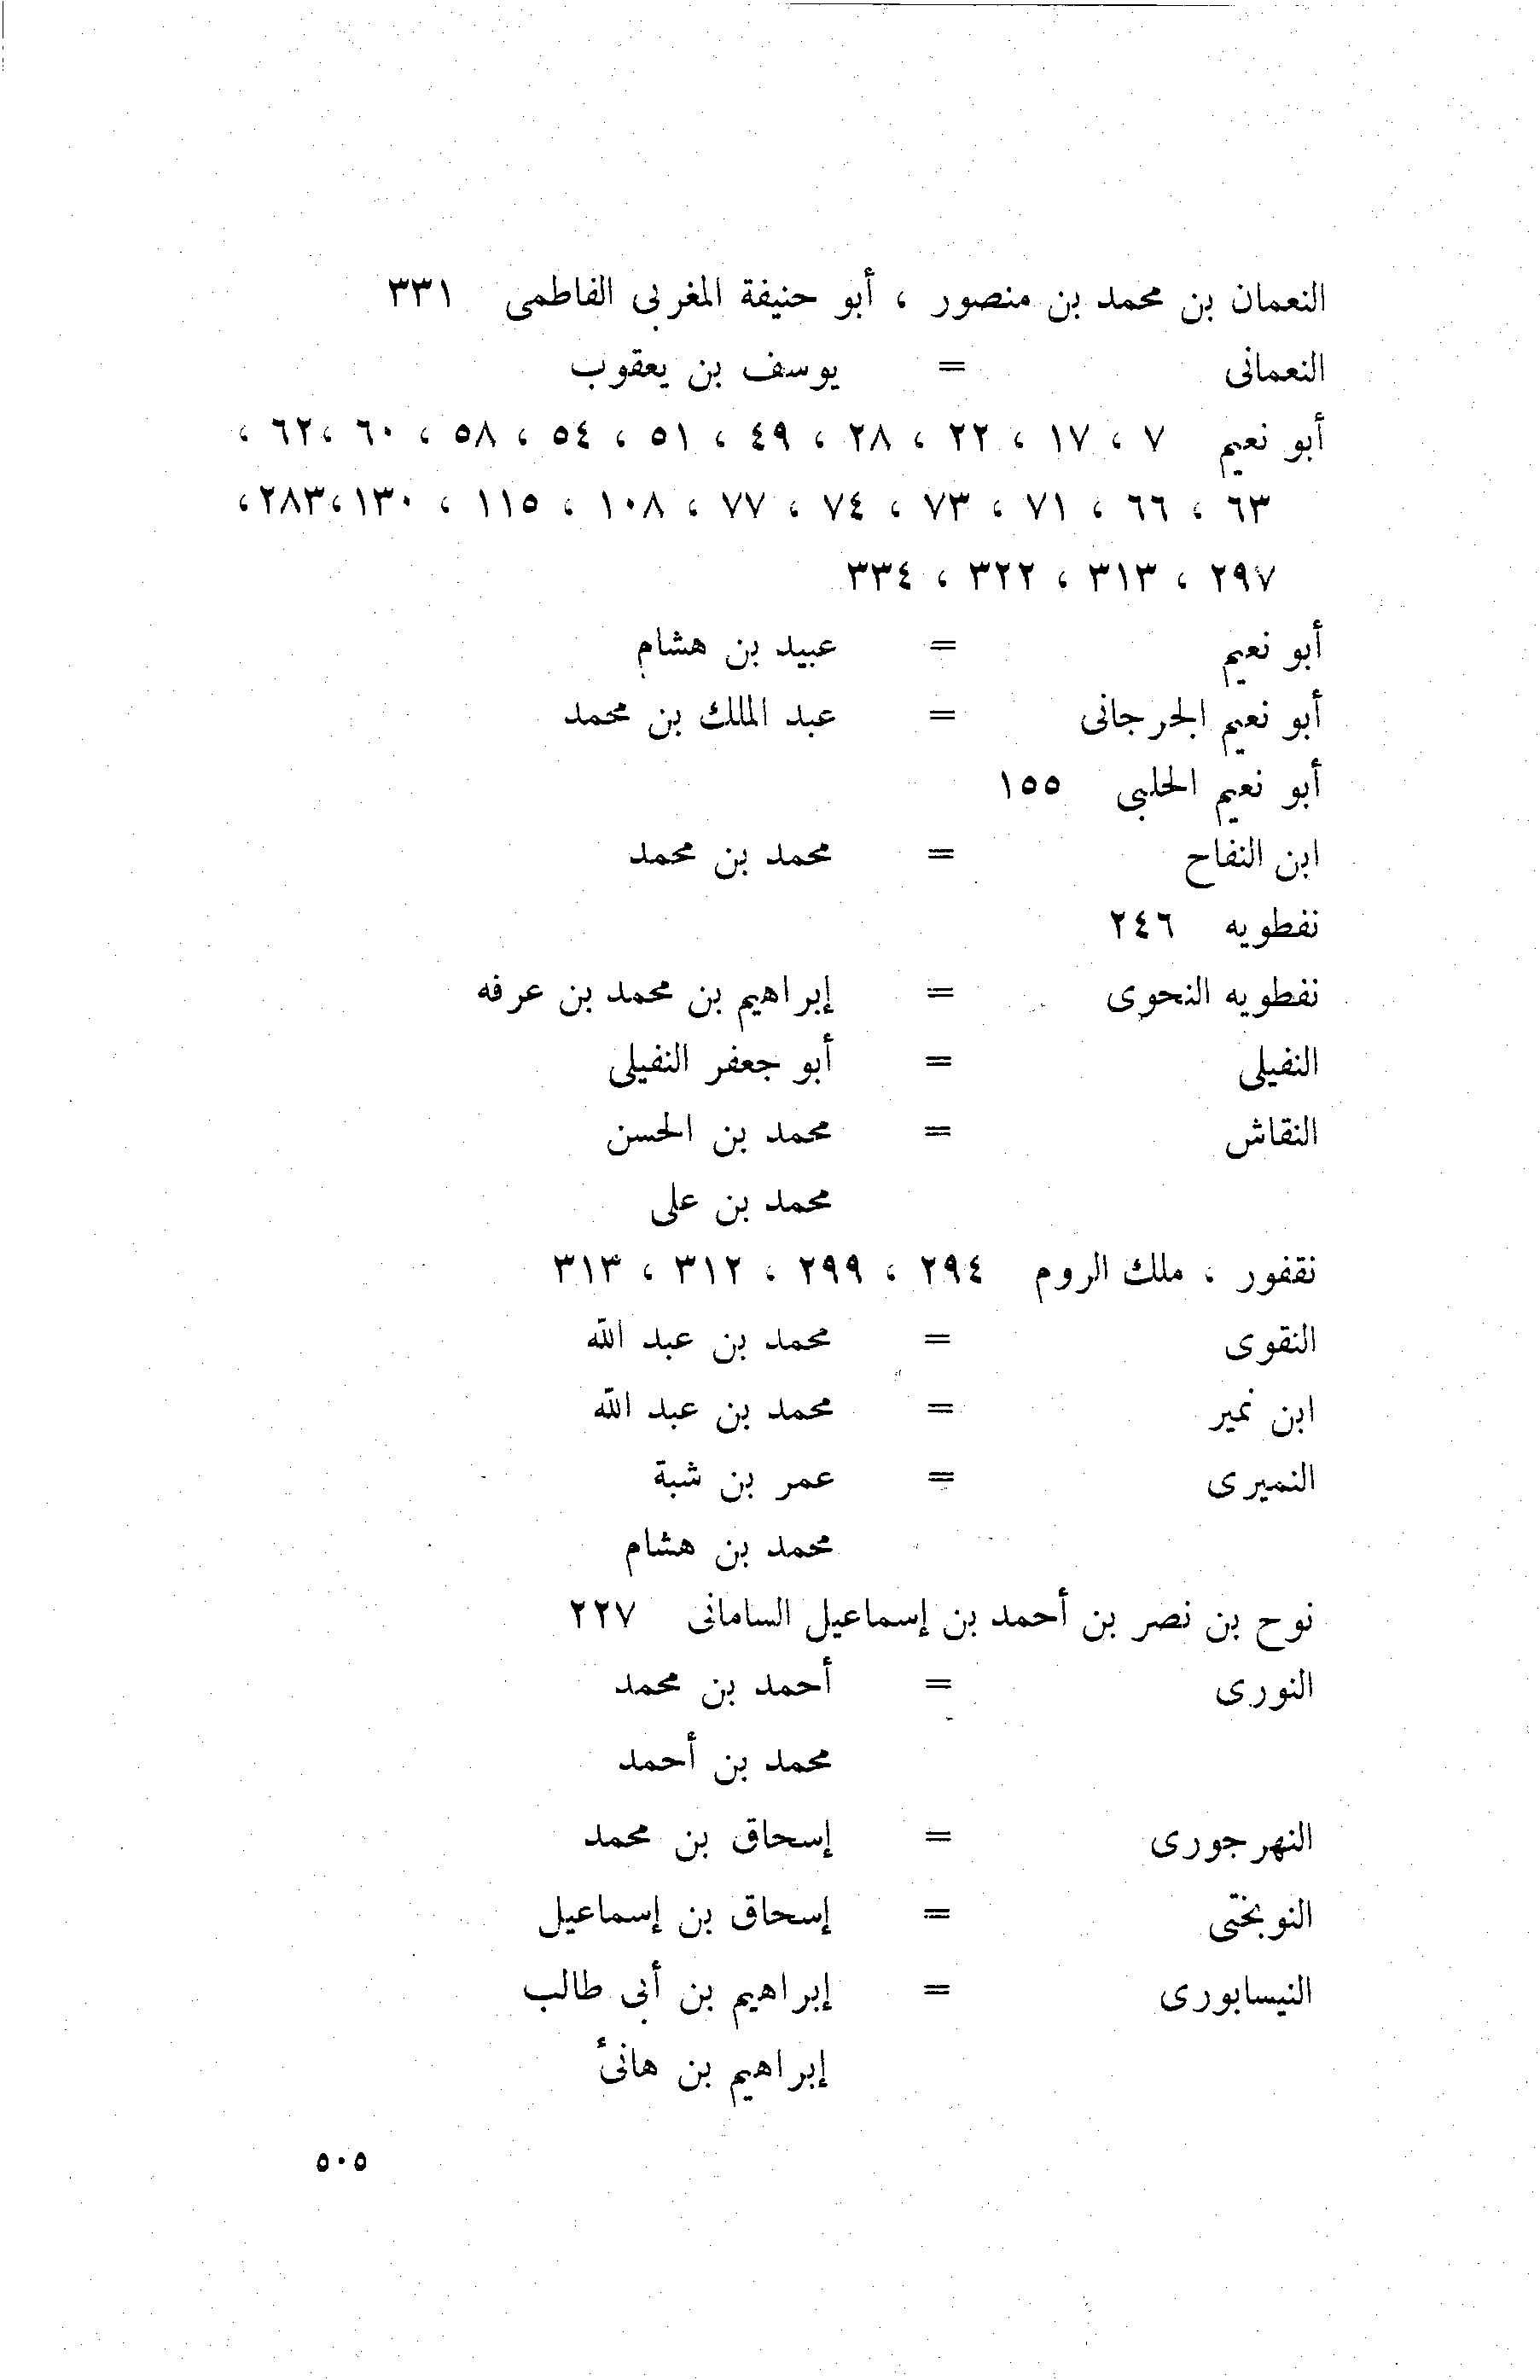 النعمان بن محمد بن منصور ، أبو حنيفة المغربى الفاطمى ٣٣١
النعمانى = يوسف بن يعقوب
أبو نعيم ٧ ، ١٧ ، ٢٢ ، ٢٨ ، ٤٩ ، ٥١ ، ٥٤ ، ٥٨ ، ٦٠ ،٦٢ ،
٦٣ ، ٦٦ ، ٧١ ، ٧٣ ، ٧٤ ، ٧٧ ، ١٠٨ ، ١١٥ ، ١٣٠ ،٢٨٣،
٢٩٧ ، ٣١٣ ، ٣٢٢ ، ٣٣٤
أبو نعيم = عبيد بن هشام
أبو نعيم الجرجانى = عبد الملك بن محمد
أبو نعيم الحلبى ١٥٥
ابن النفاح = محمد بن محمد
نفطويه ٢٤٦
نفطويه النحوى = إبراهيم بن محمد بن عرفه
النفيلى = أبو جعفر النفيلى
النقاش = محمد بن الحسن
محمد بن على
نقفور ، ملك الروم ٢٩٤ ، ٢٩٩ ، ٣١٢ ، ٣١٣
النقوى = محمد بن عبد الله
ابن نمير = محمد بن عبد الله
النميرى = عمر بن شبة
محمد بن هشام
نوح بن نصر بن أحمد بن إسماعيل السامانى ٢٢٧
النورى = أحمد بن محمد
محمد بن أحمد
النهرجورى = إسحاق بن محمد
النوبختى = إسحاق بن إسماعيل
النيسابورى = إبراهيم بن أبى طالب
إبراهيم بن هانئ
٥٠٥